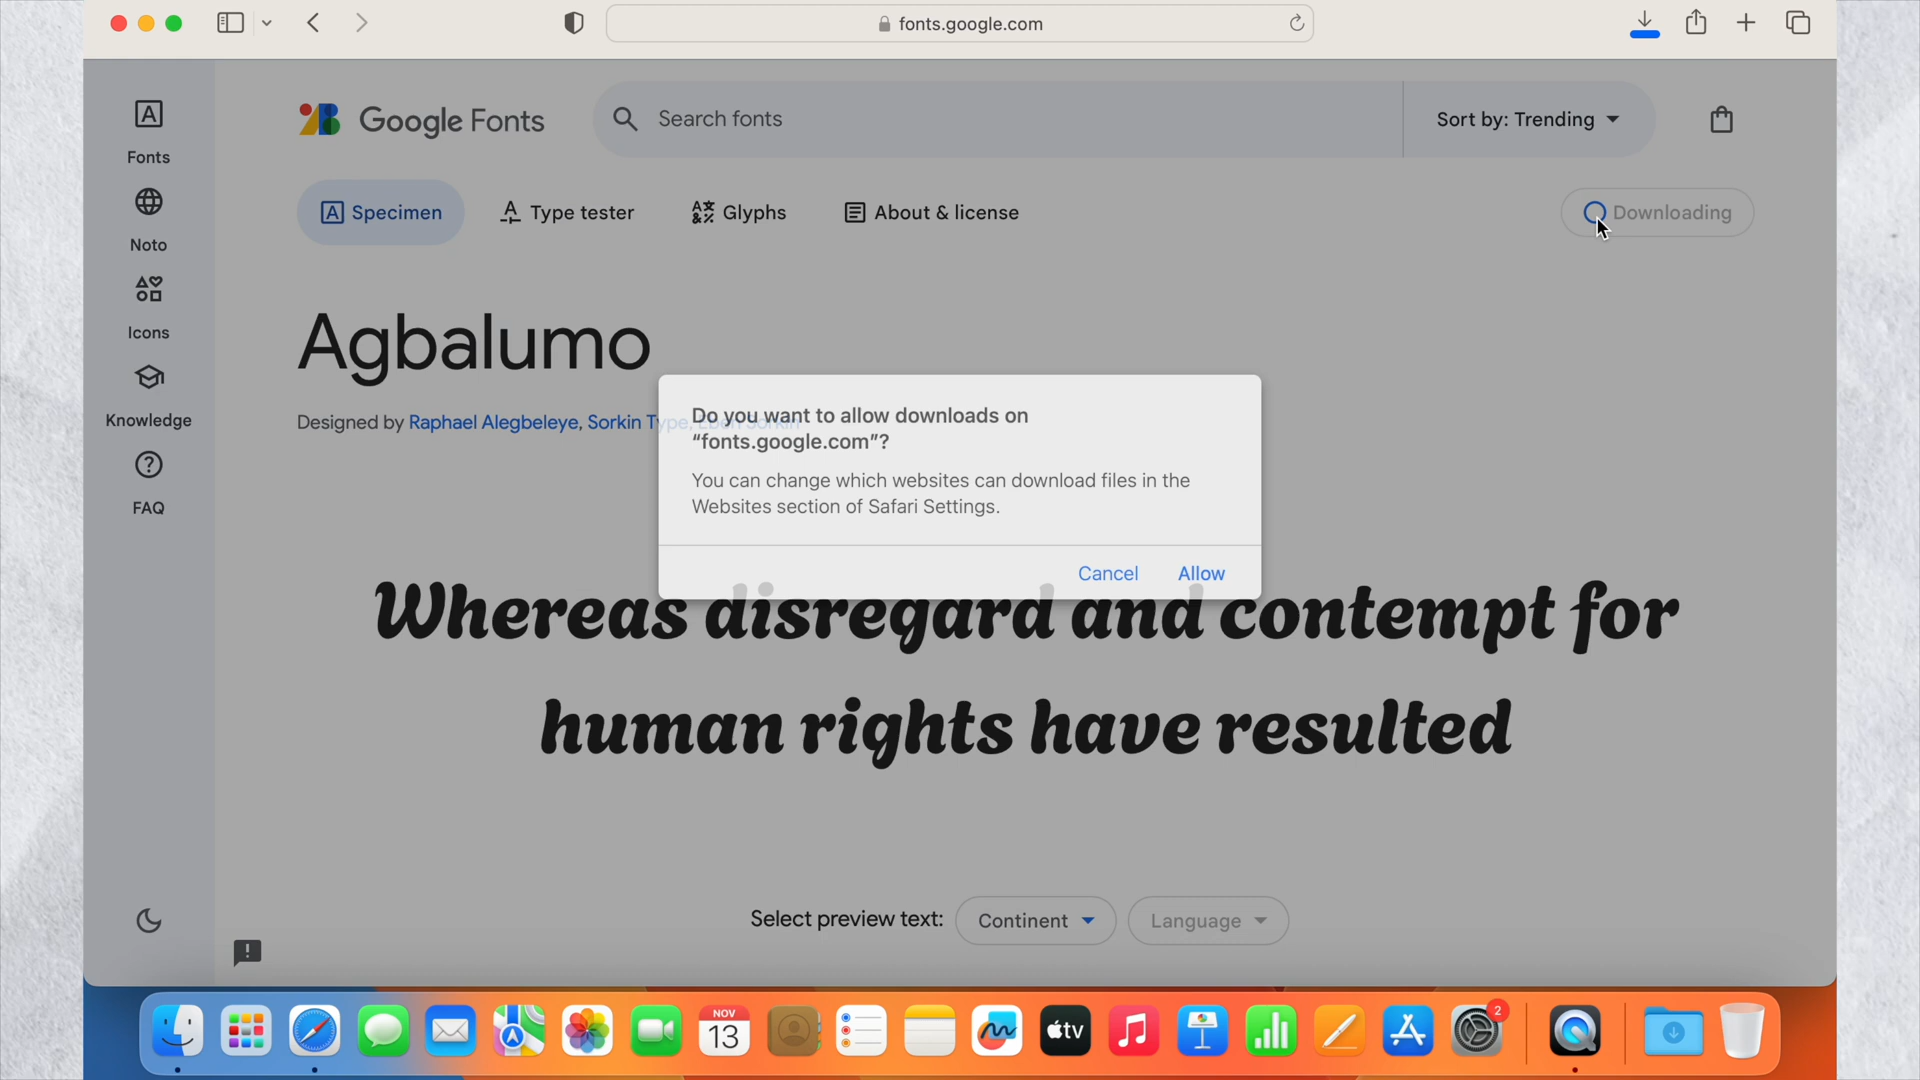 fonts.google.com
Google Fonts
Search fonts
Sort by: Trending
Fonts
Noto
Icons
Knowledge
FAQ
Specimen
Type tester
Glyphs
About & license
Downloading
Agbalumo
Designed by Raphael Alegbeleye, Sorkin Type, Eben Sorkin
Do you want to allow downloads on
“fonts.google.com”?
You can change which websites can download files in the
Websites section of Safari Settings.
Cancel
Allow
Whereas disregard and contempt for
human rights have resulted
Select preview text:
Continent
Language
NOV
13
tv
2